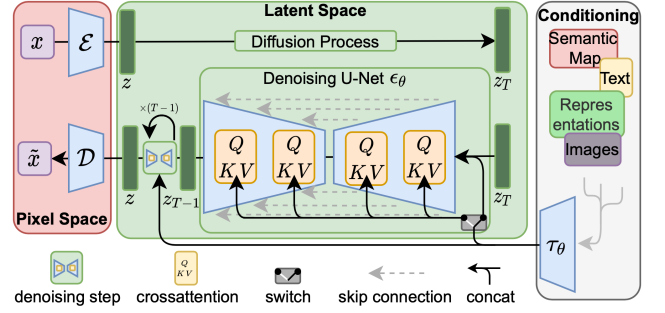 Latent Space
Conditioning
x
ℰ
Diffusion Process
z
z_T
Semantic
Map
Text
Repres
entations
Images
Denoising U-Net ϵ_θ
×(T−1)
x̃
𝒟
z
z_{T−1}
Q
KV
Q
KV
Q
KV
Q
KV
z_T
τ_θ
Pixel Space
Q
KV
denoising step
crossattention
switch
skip connection
concat